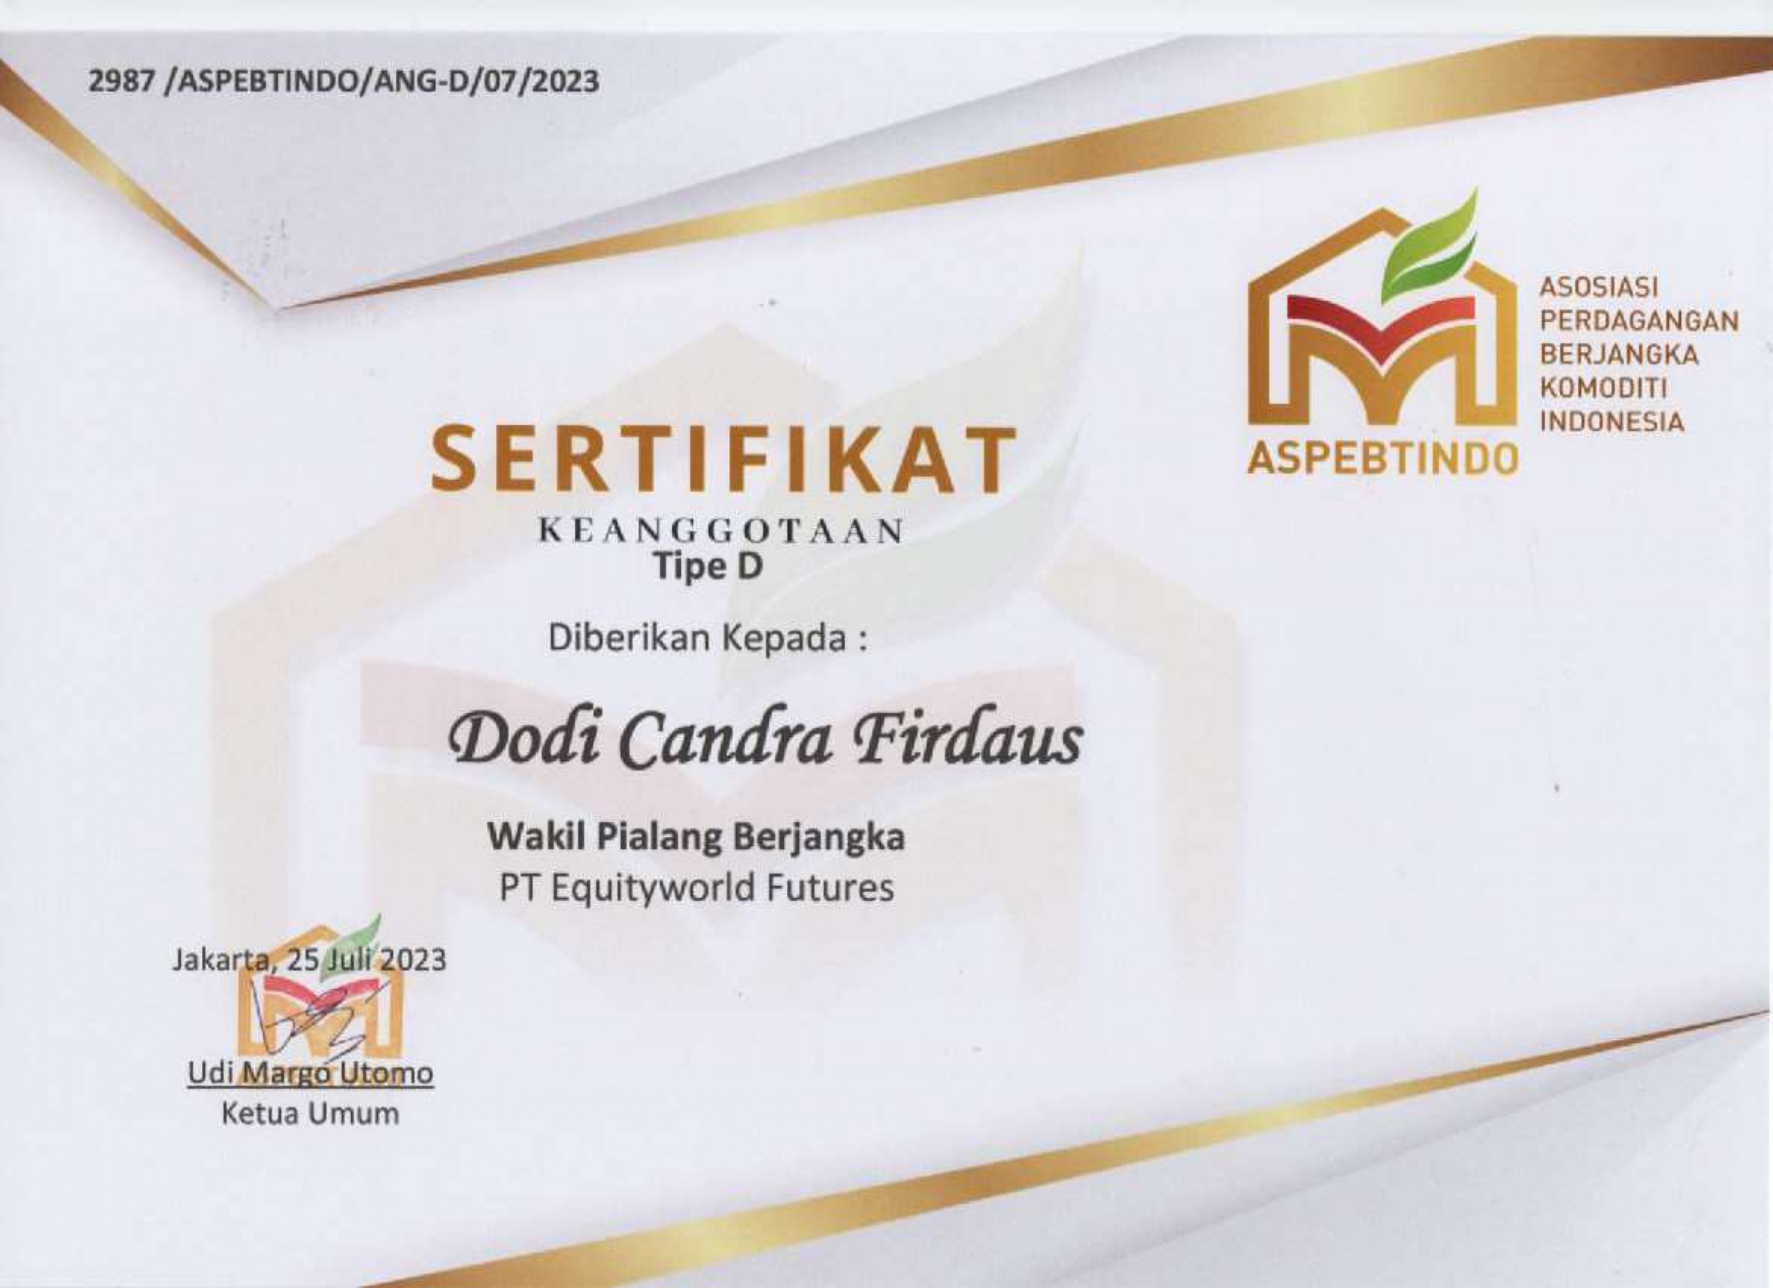 2987 /ASPEBTINDO/ANG-D/07/2023
ASOSIASI
PERDAGANGAN
BERJANGKA
KOMODITI
INDONESIA
ASPEBTINDO
SERTIFIKAT
KEANGGOTAAN
Tipe D
Diberikan Kepada :
Dodi Candra Firdaus
Wakil Pialang Berjangka
PT Equityworld Futures
Jakarta, 25 Juli 2023
Udi Margo Utomo
Ketua Umum